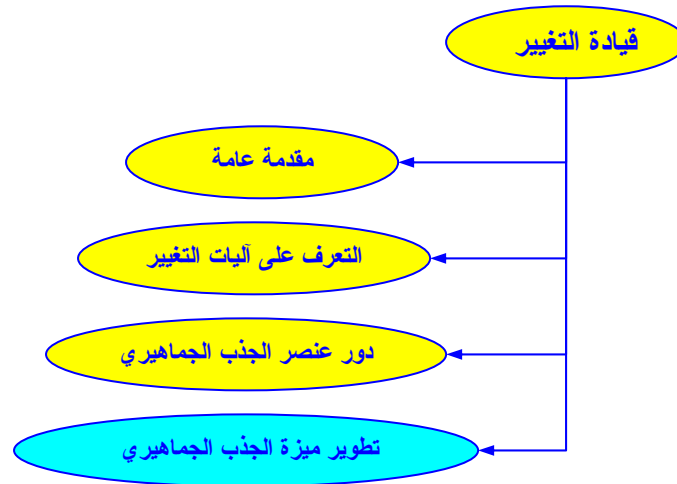 قيادة التغيير
مقدمة عامة
التعرف على آليات التغيير
دور عنصر الجذب الجماهيري
تطوير ميزة الجذب الجماهيري